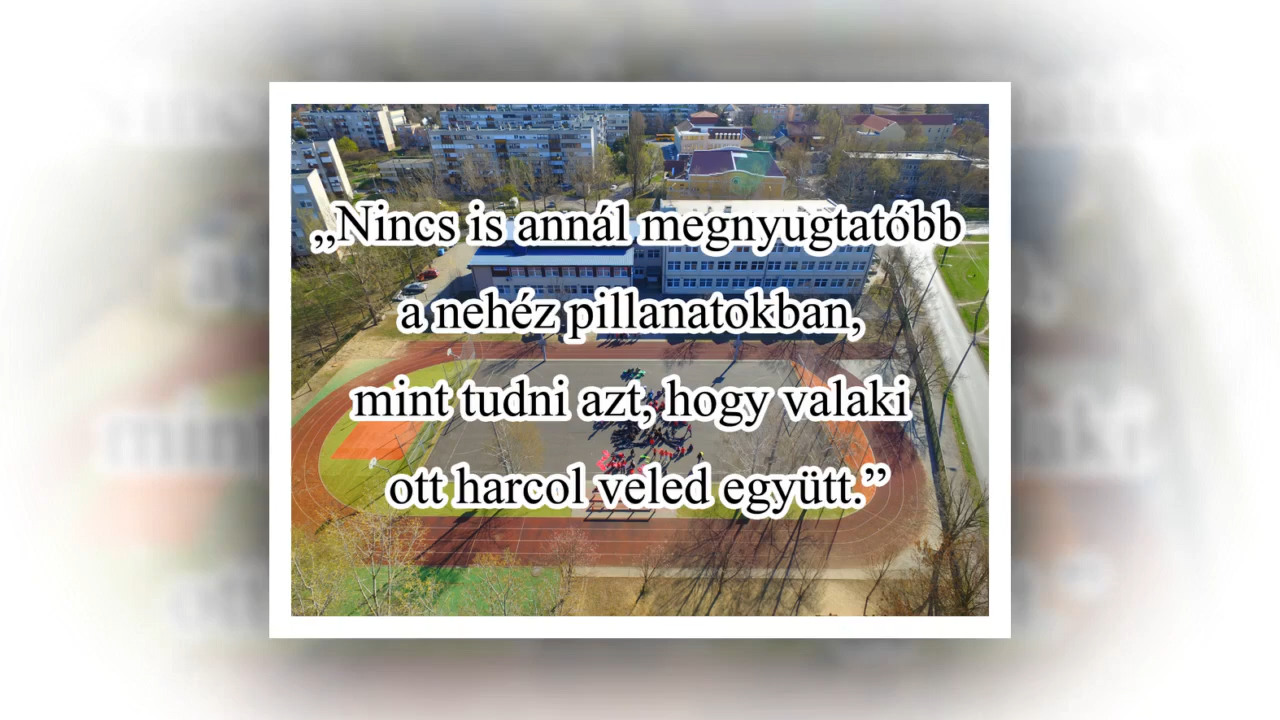 „Nincs is annál megnyugtatóbb
a nehéz pillanatokban,
mint tudni azt, hogy valaki
ott harcol veled együtt.”